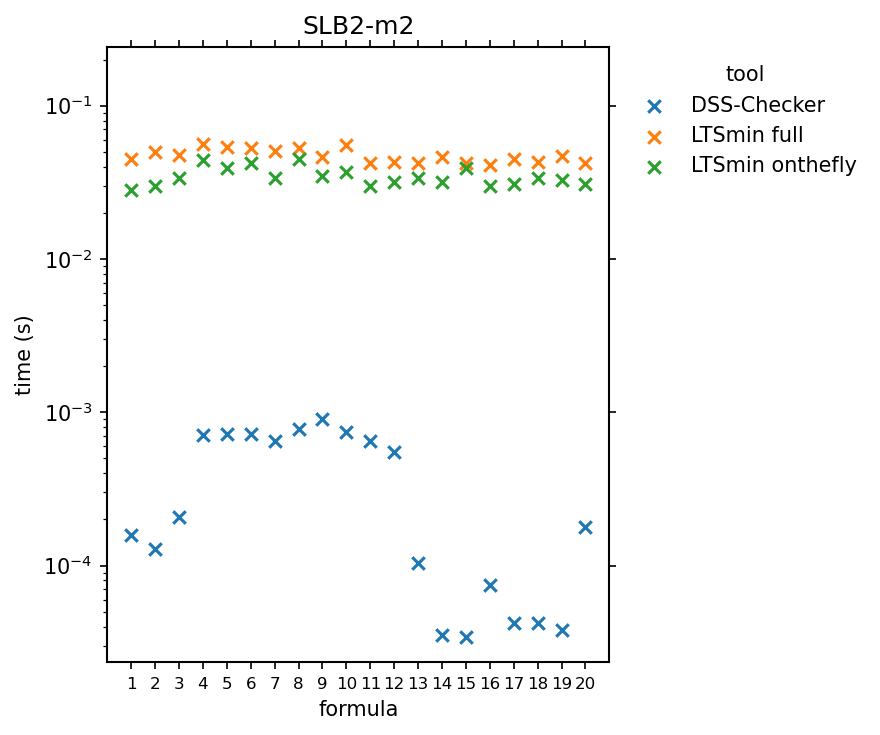 SLB2-m2
tool
DSS-Checker
LTSmin full
LTSmin onthefly
time (s)
10⁻¹
10⁻²
10⁻³
10⁻⁴
1 2 3 4 5 6 7 8 9 10 11 12 13 14 15 16 17 18 19 20
formula